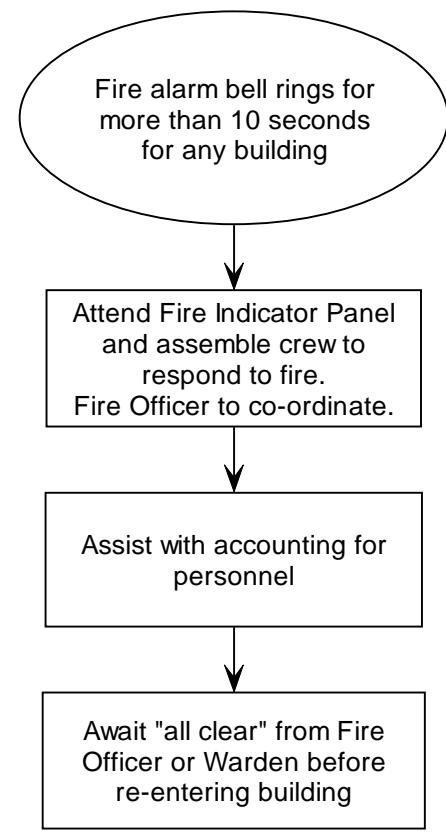 Fire alarm bell rings for
more than 10 seconds
for any building
Attend Fire Indicator Panel
and assemble crew to
respond to fire.
Fire Officer to co-ordinate.
Assist with accounting for
personnel
Await "all clear" from Fire
Officer or Warden before
re-entering building